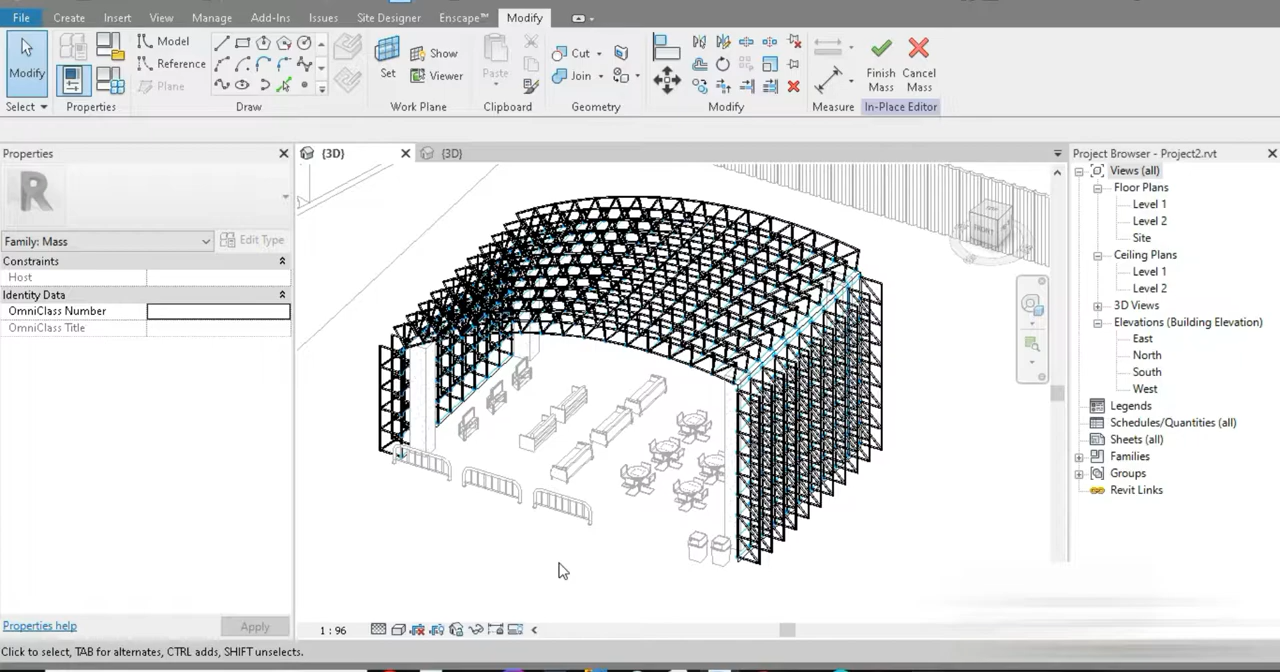 File Create Insert View Manage Add-Ins Issues Site Designer Enscape™ Modify
Modify
Select
Properties
Model
Reference
Plane
Draw
Set
Show
Viewer
Work Plane
Paste
Clipboard
Cut
Join
Geometry
Modify
Measure
Finish
Mass
Cancel
Mass
In-Place Editor
Properties
R
Family: Mass
Edit Type
Constraints
Host
Identity Data
OmniClass Number
OmniClass Title
Properties help
Apply
{3D}
{3D}
FRONT
1 : 96
Project Browser - Project2.rvt
Views (all)
Floor Plans
Level 1
Level 2
Site
Ceiling Plans
Level 1
Level 2
3D Views
Elevations (Building Elevation)
East
North
South
West
Legends
Schedules/Quantities (all)
Sheets (all)
Families
Groups
Revit Links
Click to select, TAB for alternates, CTRL adds, SHIFT unselects.